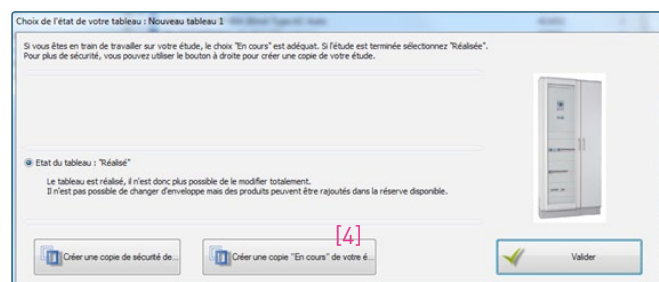 Choix de l'état de votre tableau : Nouveau tableau 1
Si vous êtes en train de travailler sur votre étude, le choix "En cours" est adéquat. Si l'étude est terminée sélectionnez "Réalisée".
Pour plus de sécurité, vous pouvez utiliser le bouton à droite pour créer une copie de votre étude.
Etat du tableau : "Réalisé"
Le tableau est réalisé, il n'est donc plus possible de le modifier totalement.
Il n'est pas possible de changer d'enveloppe mais des produits peuvent être rajoutés dans la réserve disponible.
[4]
Créer une copie de sécurité de...
Créer une copie "En cours" de votre é...
Valider